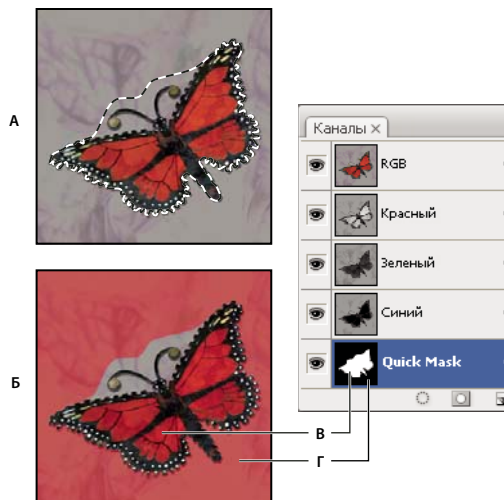 А
Каналы ×
RGB
Красный
Зеленый
Синий
Б
Quick Mask
В
Г